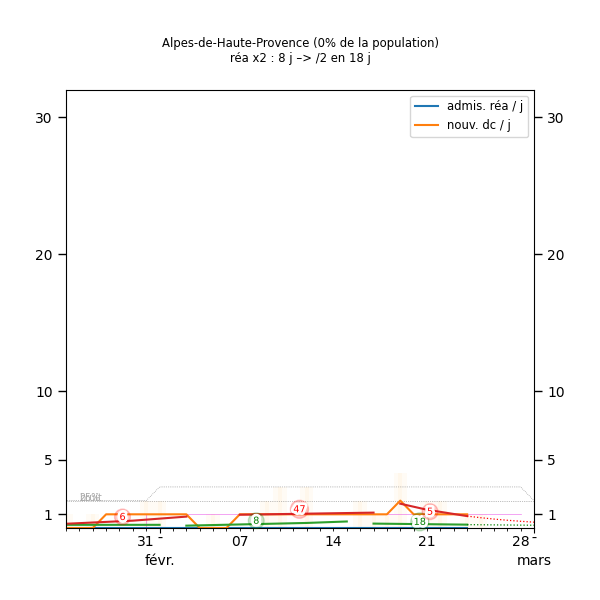 Alpes-de-Haute-Provence (0% de la population)
réa x2 : 8 j –> /2 en 18 j
admis. réa / j
nouv. dc / j
30 30
20 20
10 10
5 5
1 1
6
8
47
5
18
31 - 07 14 21 28 -
févr. mars